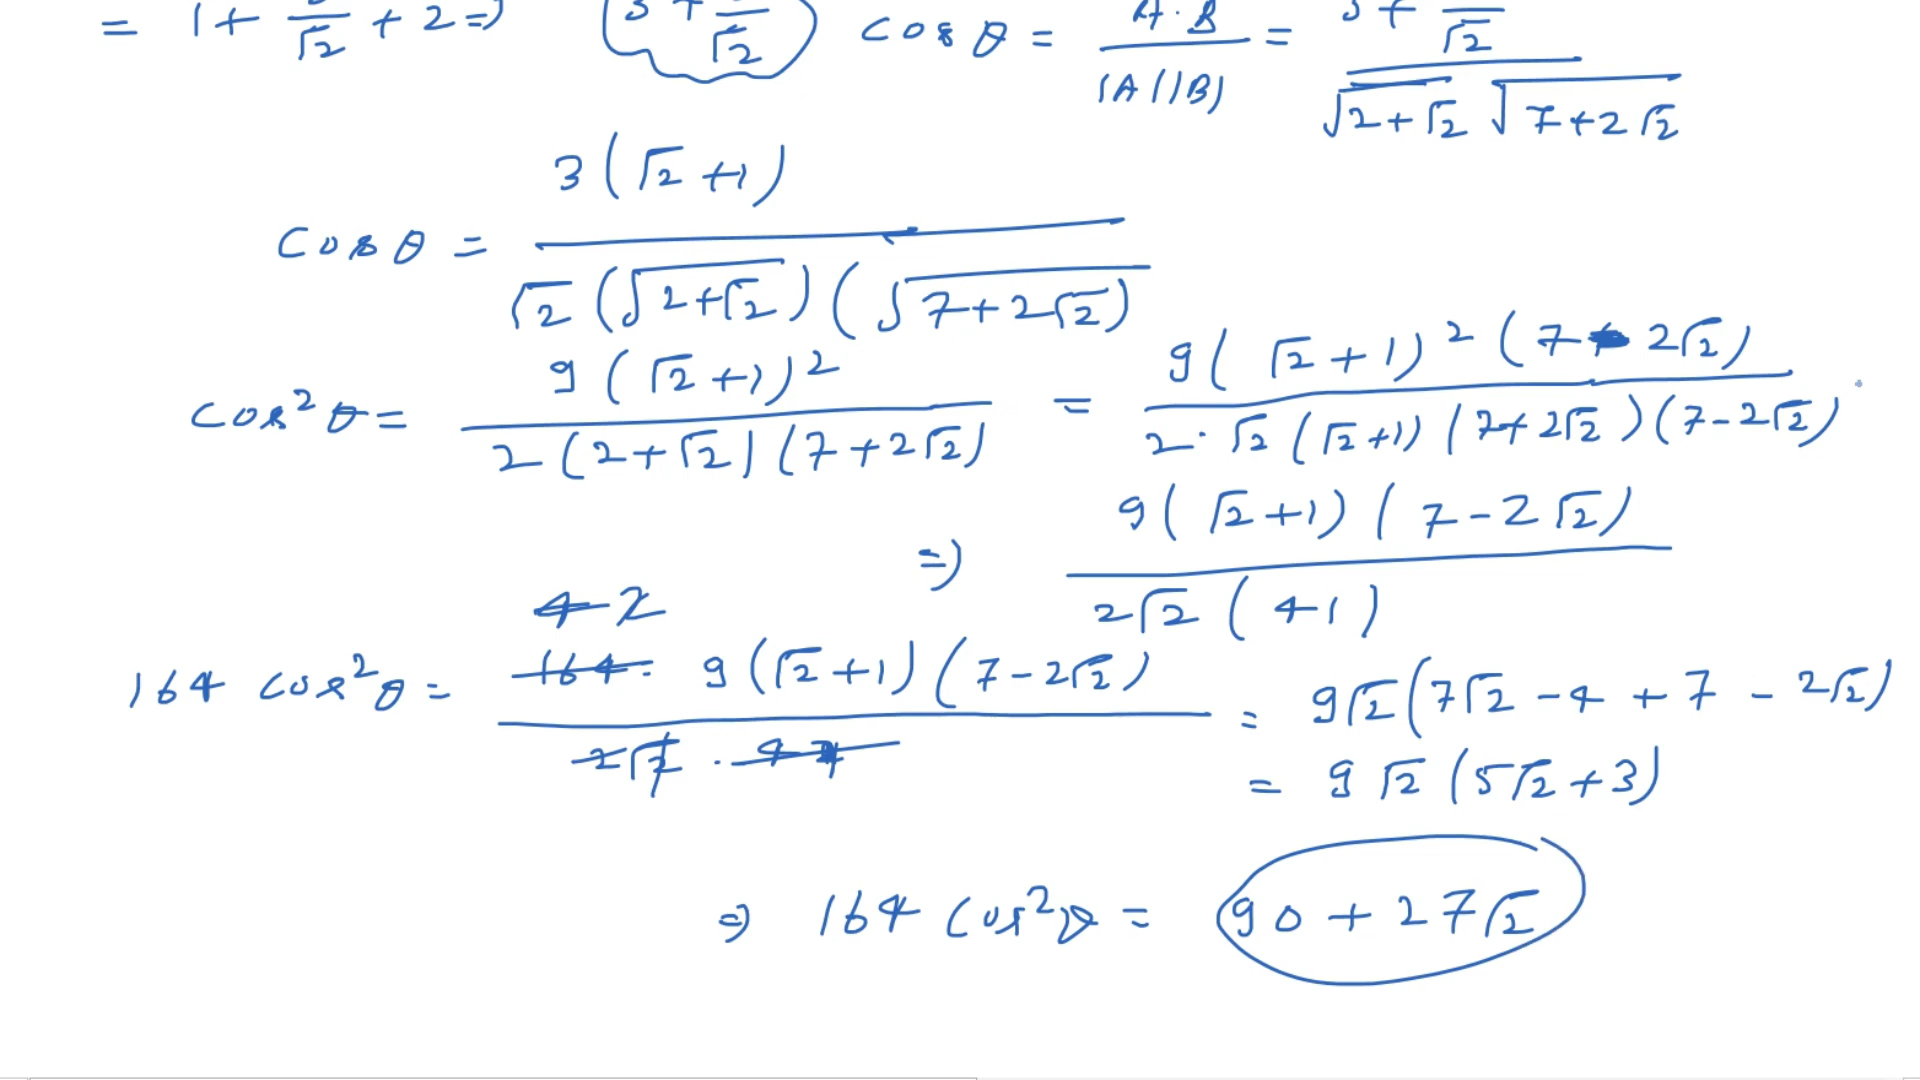 = 1 + /√2 + 2 => 3 + /√2 cos θ = A·B / |A||B| = 3 + /√2 / √(2+√2) √(7+2√2)
cos θ = 3(√2+1) / √2 (√(2+√2)) (√(7+2√2))
cos²θ = 9(√2+1)² / 2(2+√2)(7+2√2) = 9(√2+1)² (7-2√2) / 2·√2(√2+1)(7+2√2)(7-2√2)
=> 9(√2+1)(7-2√2) / 2√2(41)
4 2
164 cos²θ = 164· 9(√2+1)(7-2√2) / 2√2 · 41 = 9√2(7√2 - 4 + 7 - 2√2)
= 9√2(5√2+3)
⇒ 164 cos²θ = 90 + 27√2